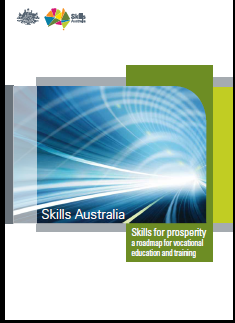 Skills
Australia
Skills Australia
Skills for prosperity
a roadmap for vocational
education and training